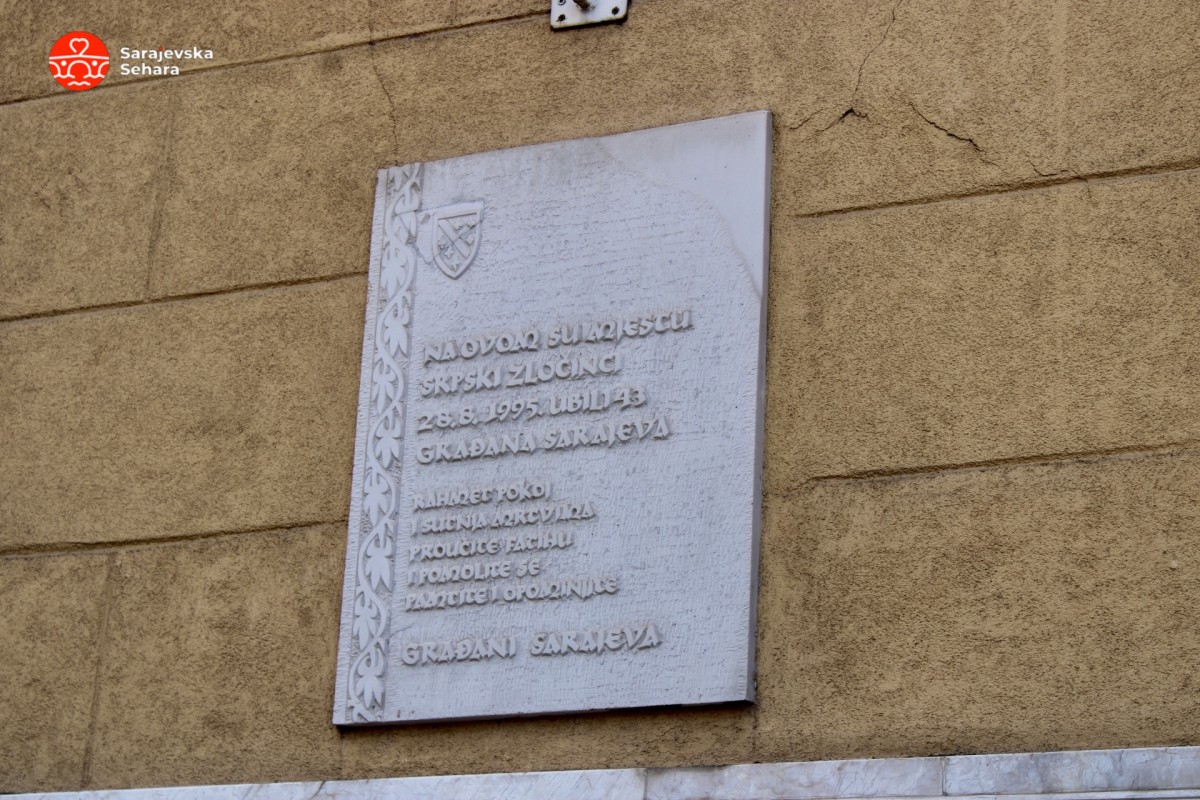 Sarajevska
Sehara
NA OVOM SU MJESTU
SRPSKI ZLOČINCI
28.8.1995. UBILI 43
GRAĐANA SARAJEVA
RAHMET POKOJ
I SUTNJA MRTVIMA
PROUČITE FATIHU
I POMOLITE SE
PAMTITE I OPOMINJITE
GRAĐANI SARAJEVA